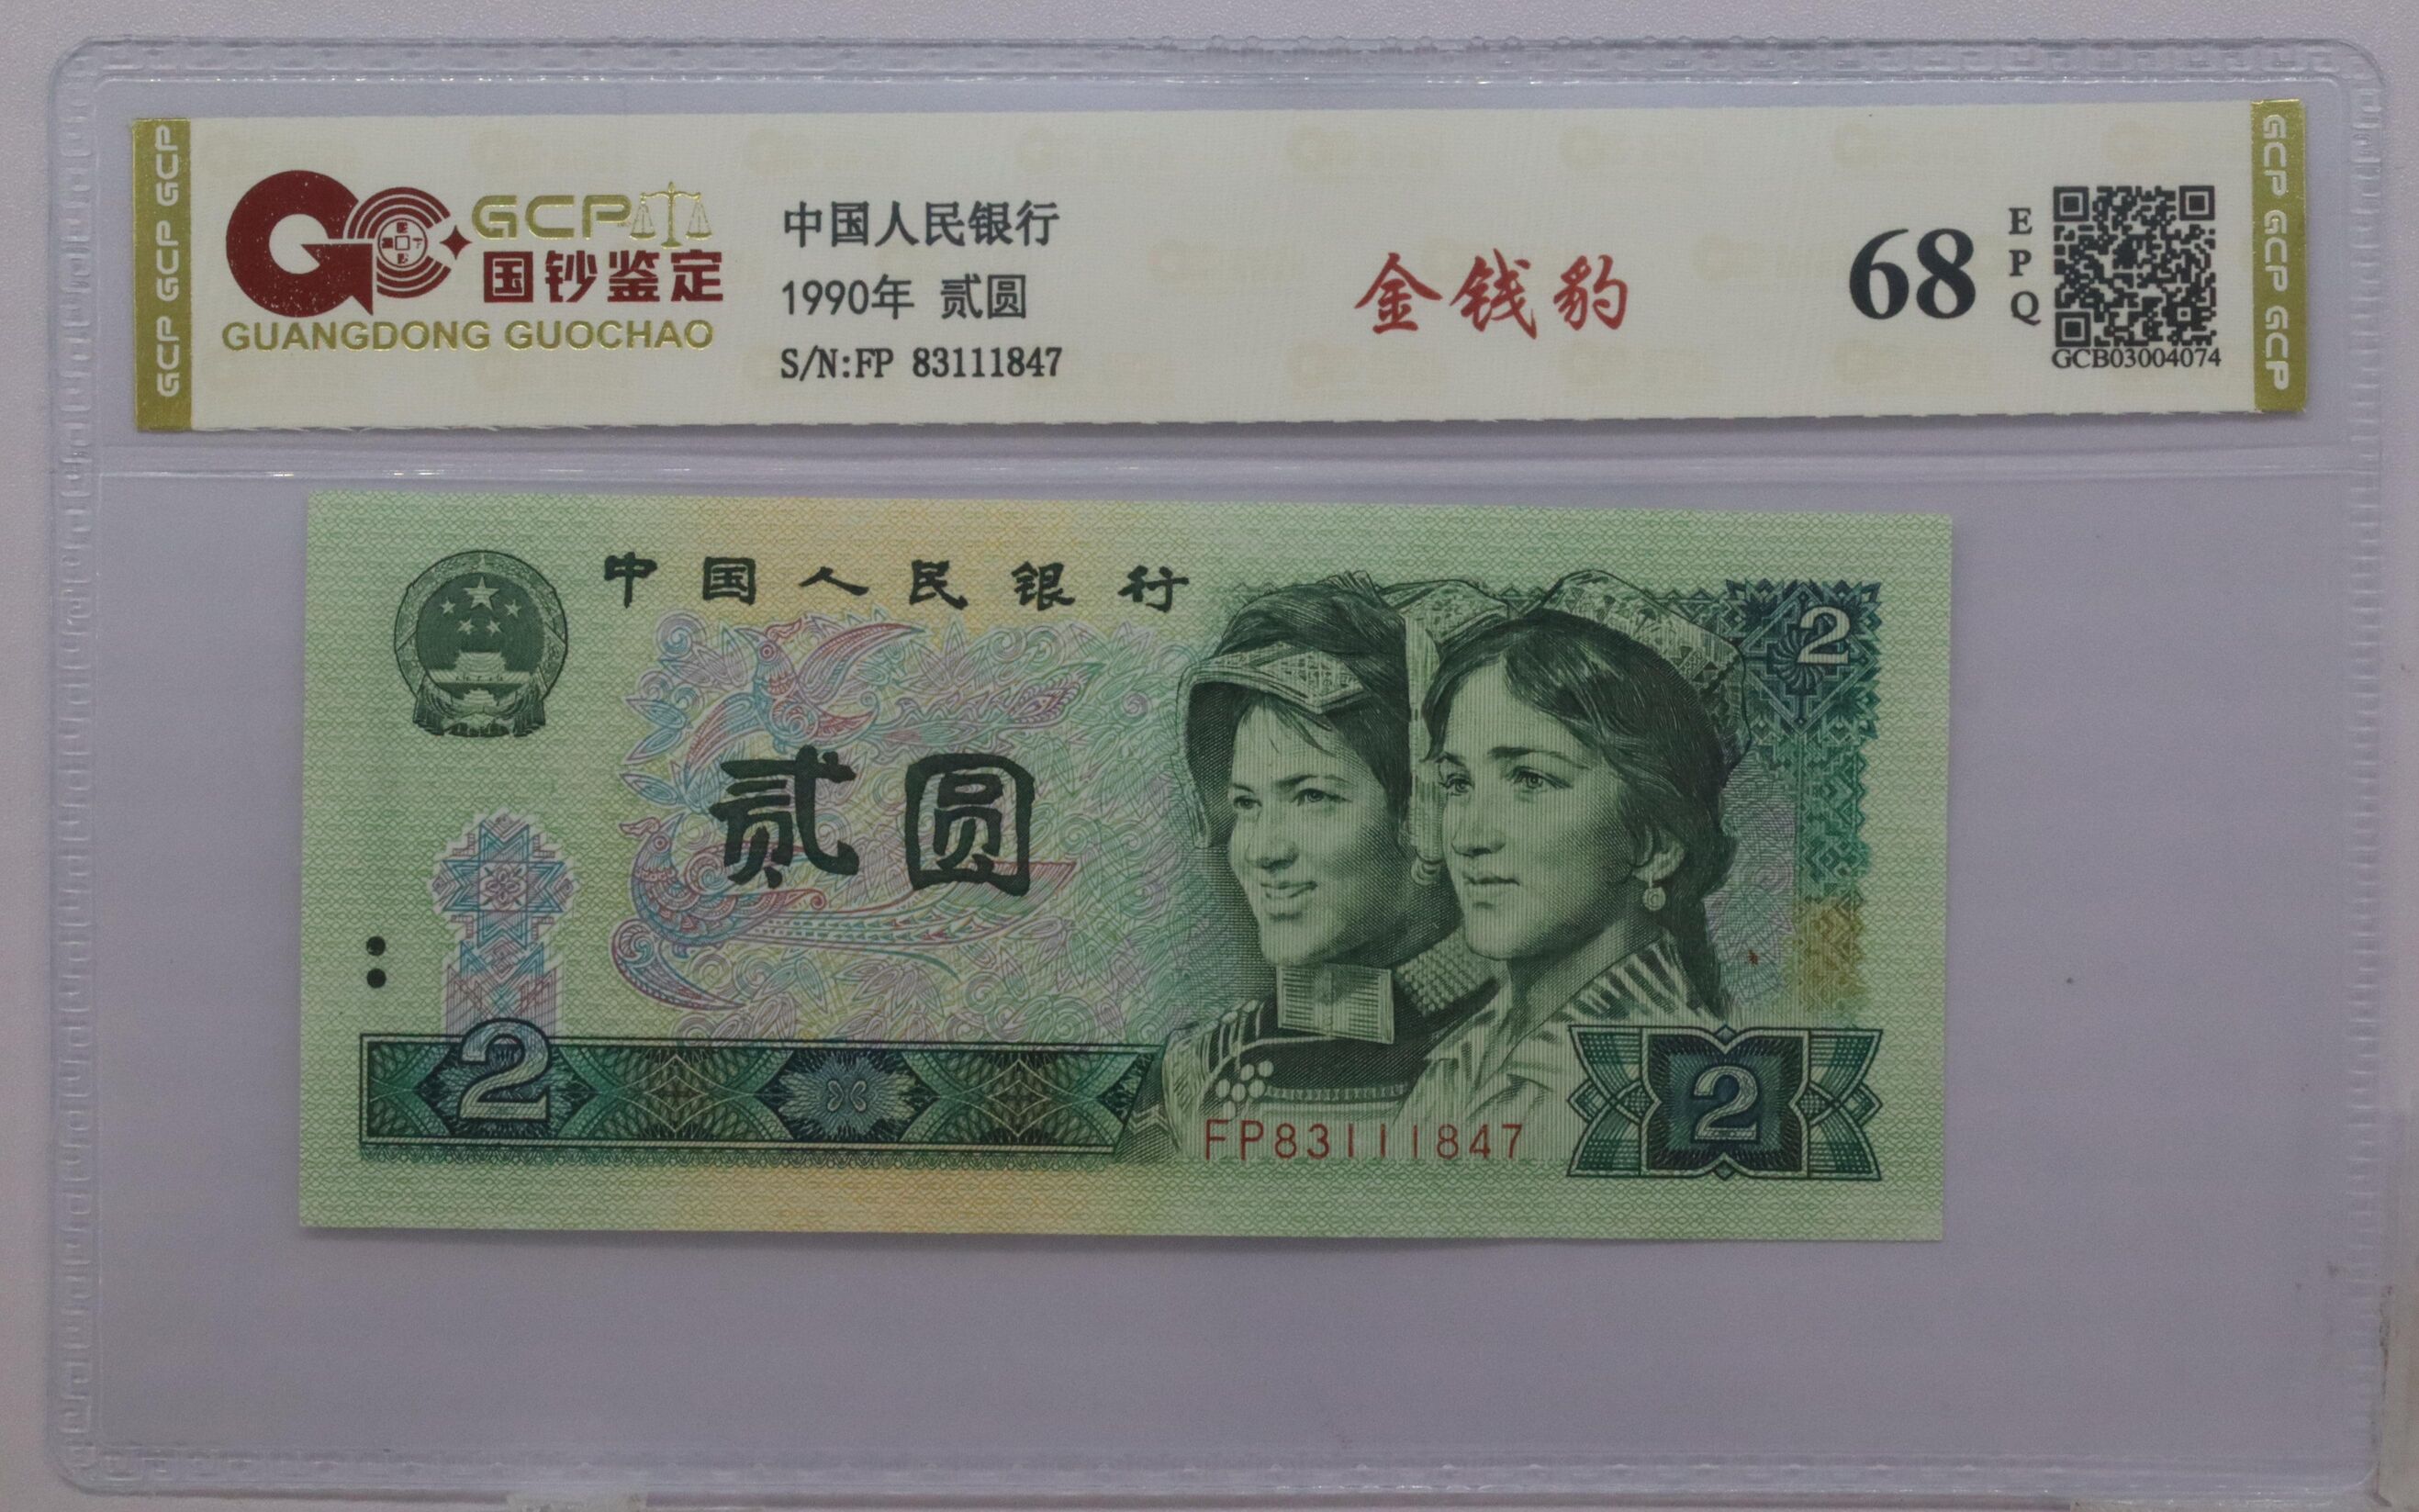 GCP GCP GCP
GCP
国钞鉴定
GUANGDONG GUOCHAO
中国人民银行
1990年 贰圆
S/N:FP 83111847
金钱豹
68
EPQ
GCB03004074
GCP GCP GCP
中国人民银行
2
贰圆
2
2
FP83111847